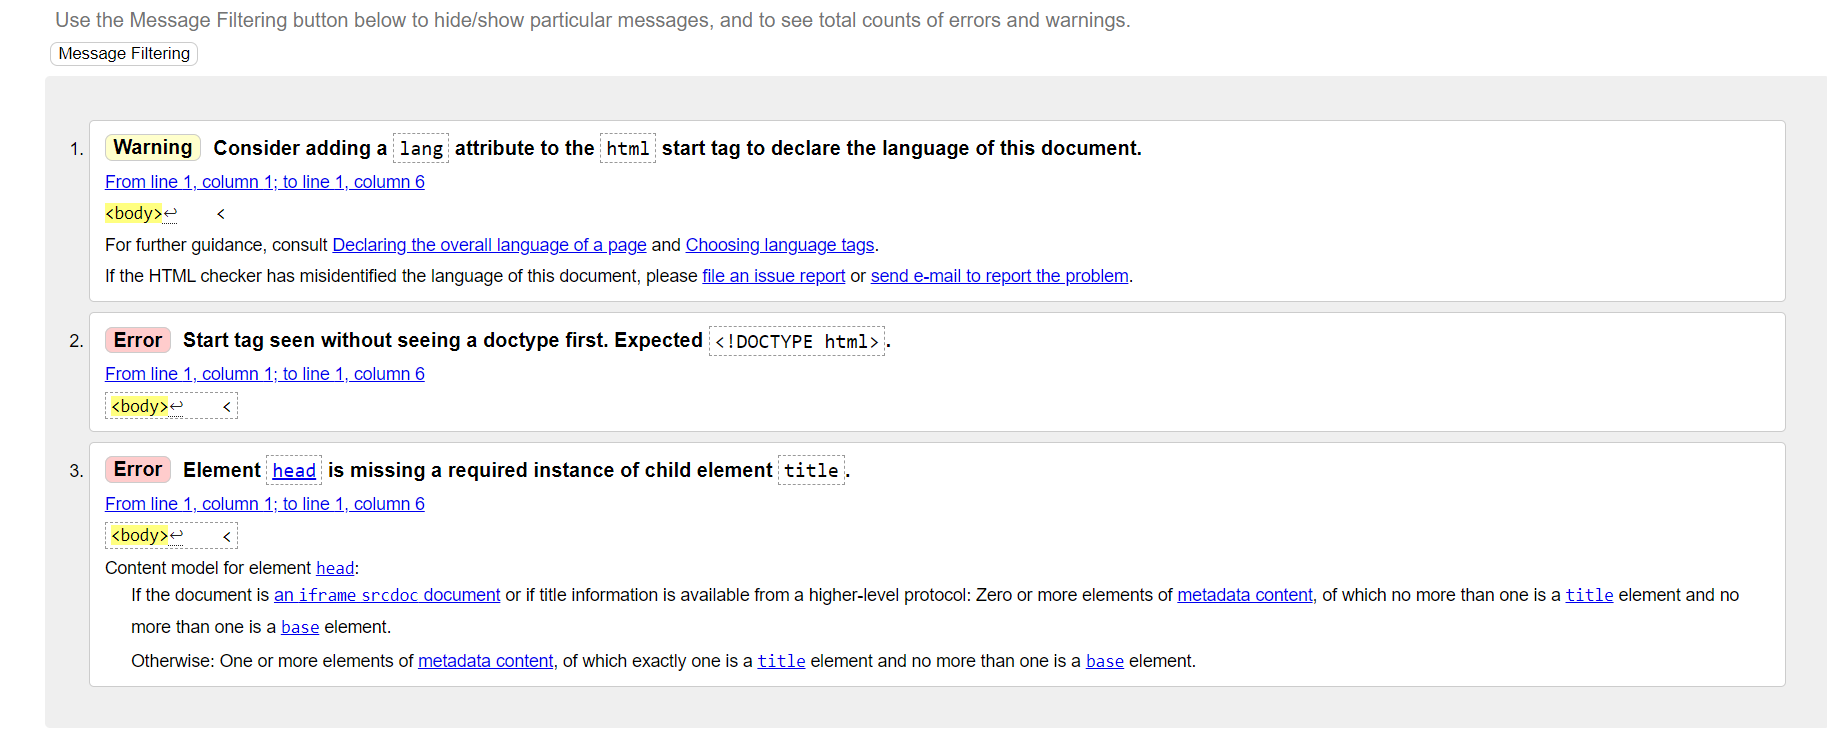 Use the Message Filtering button below to hide/show particular messages, and to see total counts of errors and warnings.
Message Filtering
1. Warning Consider adding a lang attribute to the html start tag to declare the language of this document.
From line 1, column 1; to line 1, column 6
<body>↩ <
For further guidance, consult Declaring the overall language of a page and Choosing language tags.
If the HTML checker has misidentified the language of this document, please file an issue report or send e-mail to report the problem.
2. Error Start tag seen without seeing a doctype first. Expected <!DOCTYPE html>.
From line 1, column 1; to line 1, column 6
<body>↩ <
3. Error Element head is missing a required instance of child element title.
From line 1, column 1; to line 1, column 6
<body>↩ <
Content model for element head:
If the document is an iframe srcdoc document or if title information is available from a higher-level protocol: Zero or more elements of metadata content, of which no more than one is a title element and no
more than one is a base element.
Otherwise: One or more elements of metadata content, of which exactly one is a title element and no more than one is a base element.